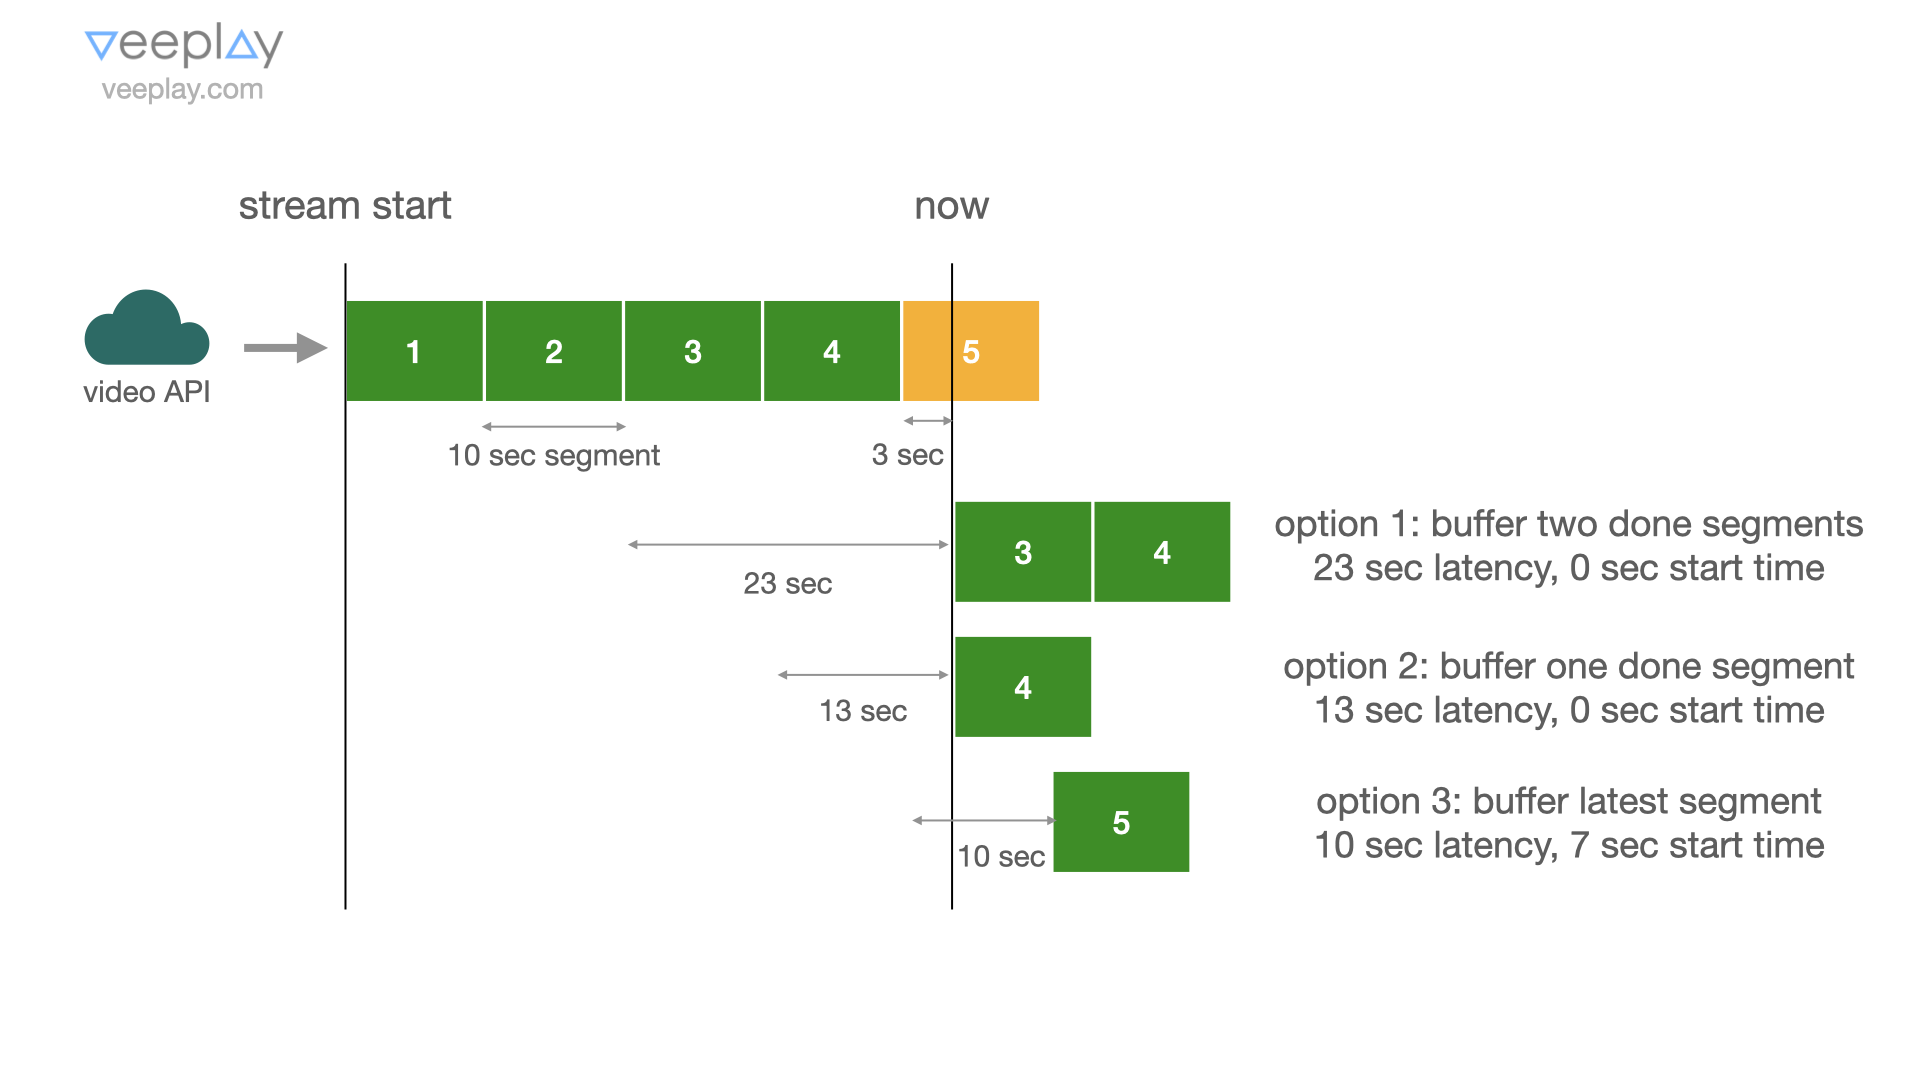 veeplay
veeplay.com
stream start
now
video API
1
2
3
4
5
10 sec segment
3 sec
23 sec
3
4
option 1: buffer two done segments
23 sec latency, 0 sec start time
13 sec
4
option 2: buffer one done segment
13 sec latency, 0 sec start time
10 sec
5
option 3: buffer latest segment
10 sec latency, 7 sec start time